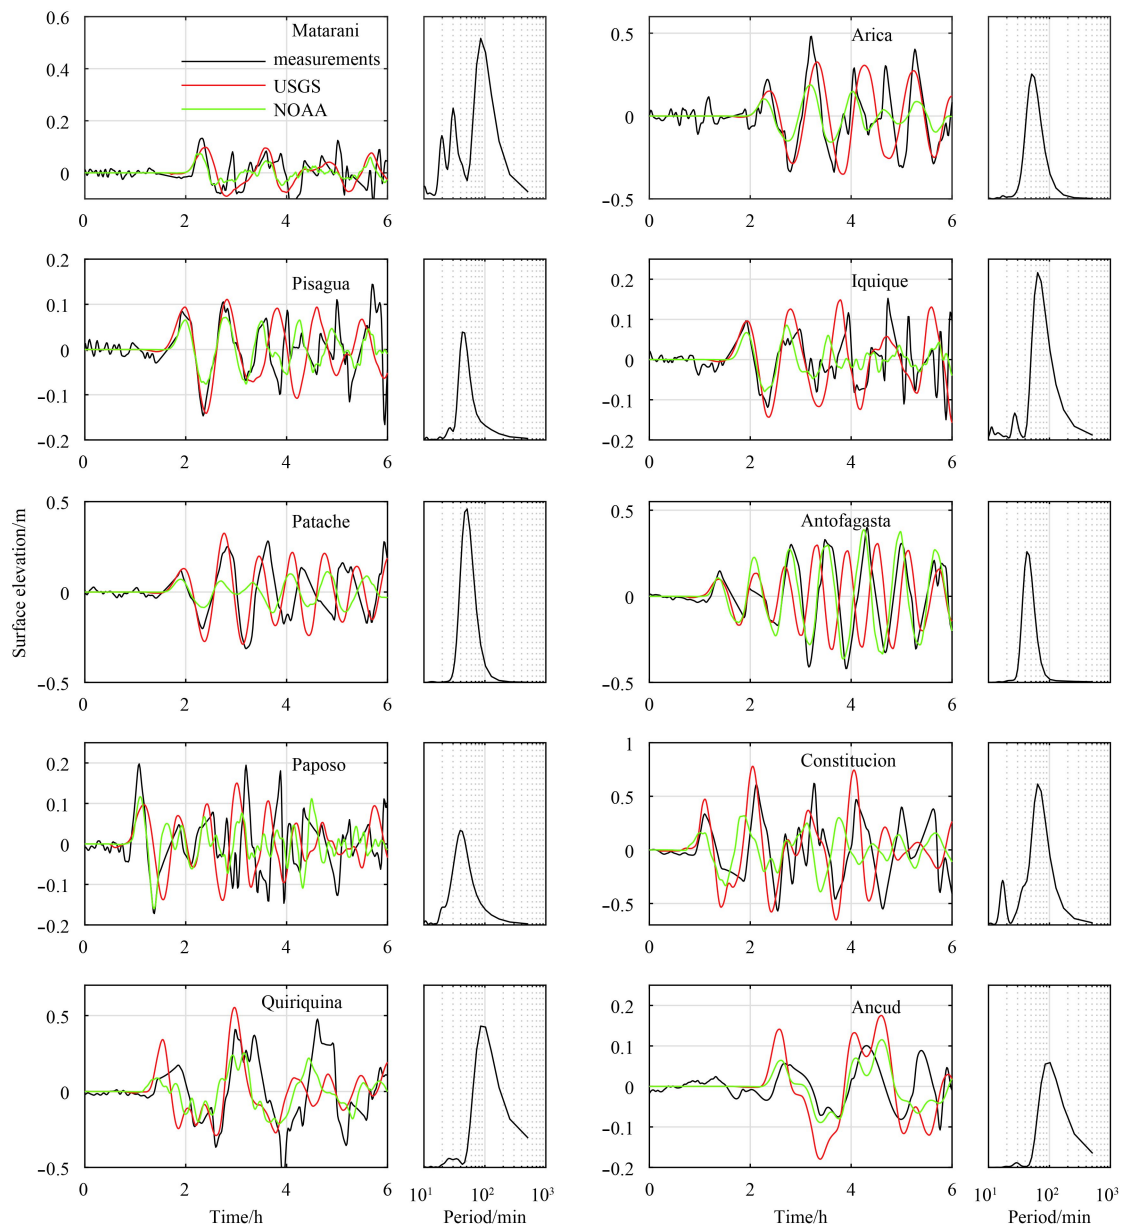 0.6
Matarani
measurements
USGS
NOAA
0.4
0.2
0
0 2 4 6
0.5
Arica
0
−0.5
0 2 4 6
0.2
Pisagua
0.1
0
−0.1
−0.2
0 2 4 6
0.2
Iquique
0.1
0
−0.1
−0.2
0 2 4 6
Surface elevation/m
0.5
Patache
0
−0.5
0 2 4 6
0.5
Antofagasta
0
−0.5
0 2 4 6
0.2
Paposo
0.1
0
−0.1
−0.2
0 2 4 6
1
Constitucion
0.5
0
−0.5
0 2 4 6
Quiriquina
0.5
0
−0.5
0 2 4 6
Time/h
10¹ 10² 10³
Period/min
0.2
Ancud
0.1
0
−0.1
−0.2
0 2 4 6
Time/h
10¹ 10² 10³
Period/min